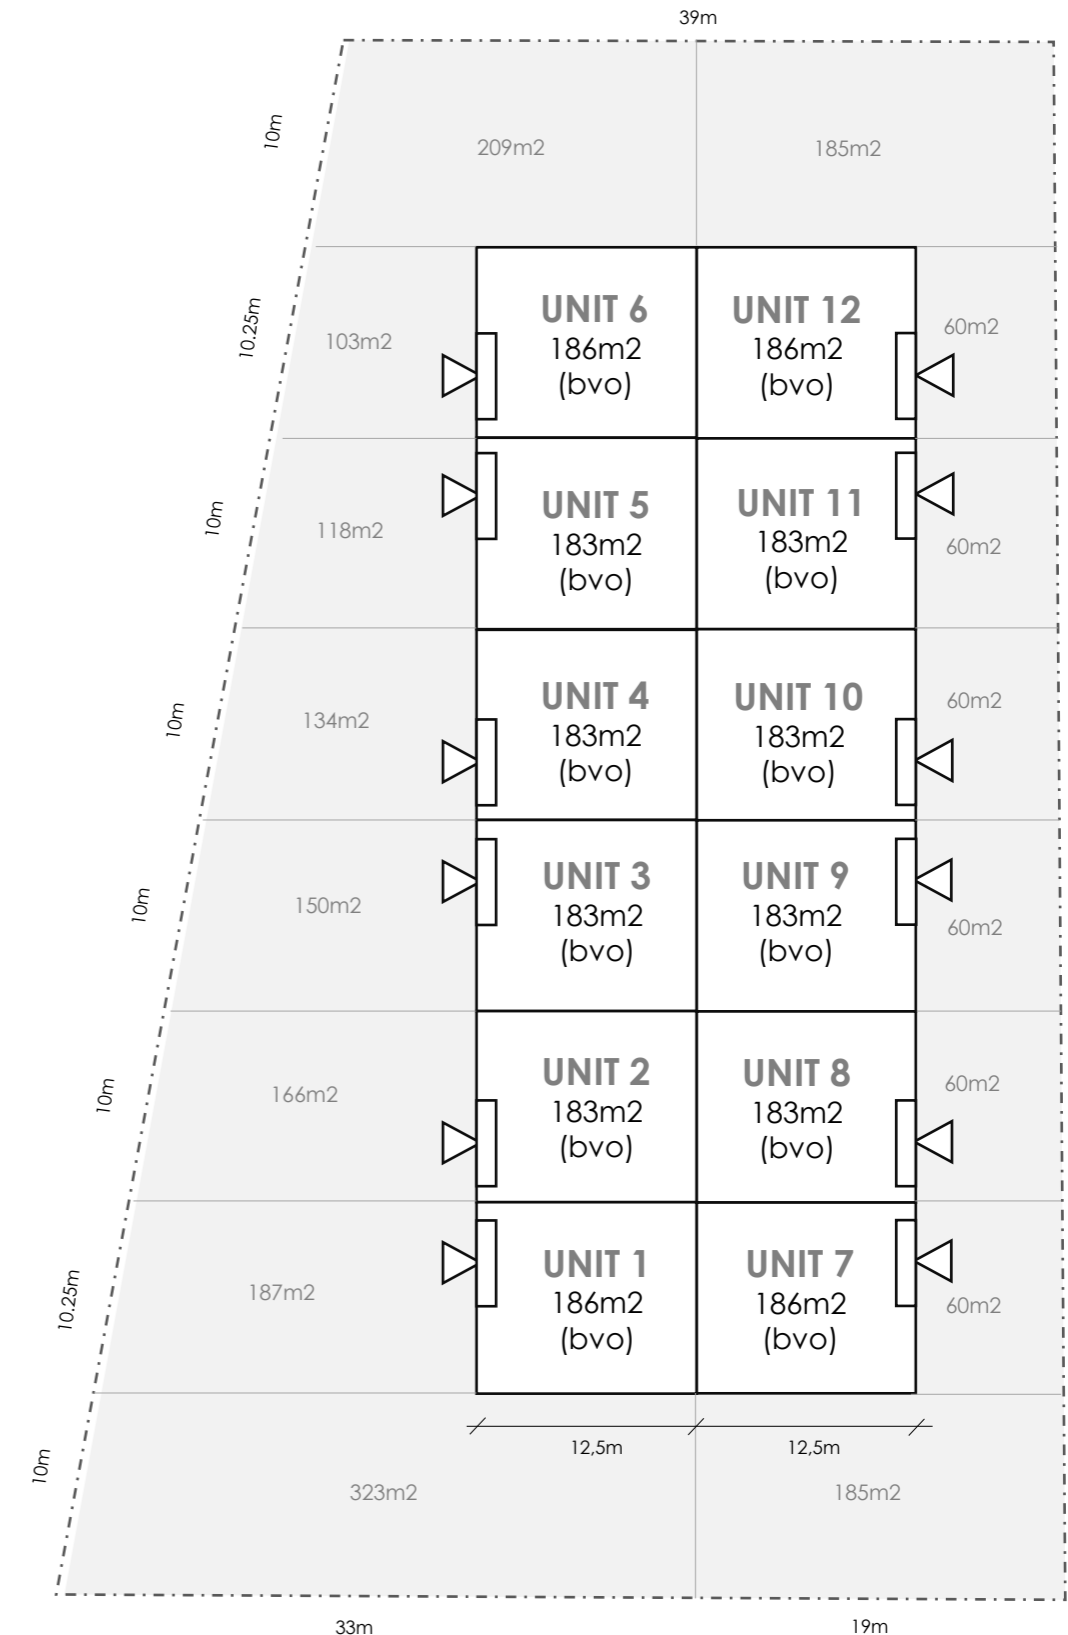 39m
10m
209m2
185m2
10.25m
103m2
UNIT 6
186m2
(bvo)
UNIT 12
186m2
(bvo)
60m2
10m
118m2
UNIT 5
183m2
(bvo)
UNIT 11
183m2
(bvo)
60m2
10m
134m2
UNIT 4
183m2
(bvo)
UNIT 10
183m2
(bvo)
60m2
10m
150m2
UNIT 3
183m2
(bvo)
UNIT 9
183m2
(bvo)
60m2
10m
166m2
UNIT 2
183m2
(bvo)
UNIT 8
183m2
(bvo)
60m2
10.25m
187m2
UNIT 1
186m2
(bvo)
UNIT 7
186m2
(bvo)
60m2
12,5m
12,5m
10m
323m2
185m2
33m
19m